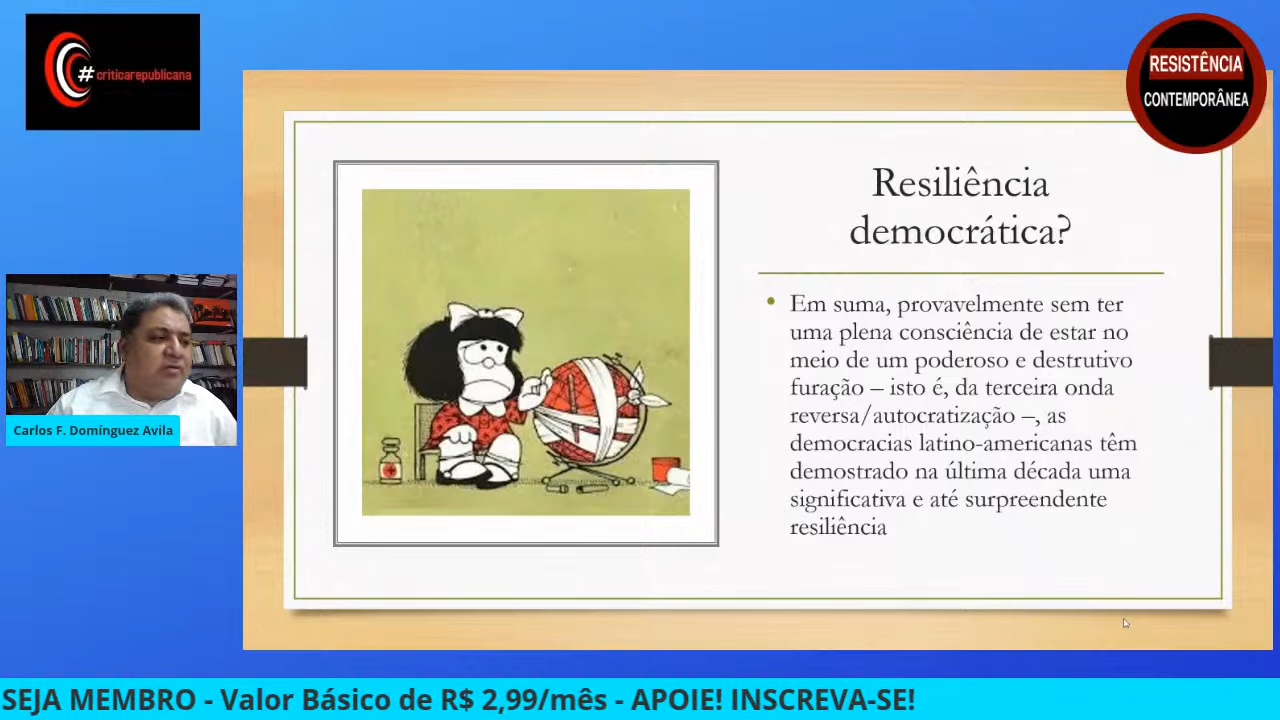 #criticarepublicana
RESISTÊNCIA
CONTEMPORÂNEA
Resiliência
democrática?
• Em suma, provavelmente sem ter
uma plena consciência de estar no
meio de um poderoso e destrutivo
furação – isto é, da terceira onda
reversa/autocratização –, as
democracias latino-americanas têm
demostrado na última década uma
significativa e até surpreendente
resiliência
Carlos F. Domínguez Avila
SEJA MEMBRO - Valor Básico de R$ 2,99/mês - APOIE! INSCREVA-SE!